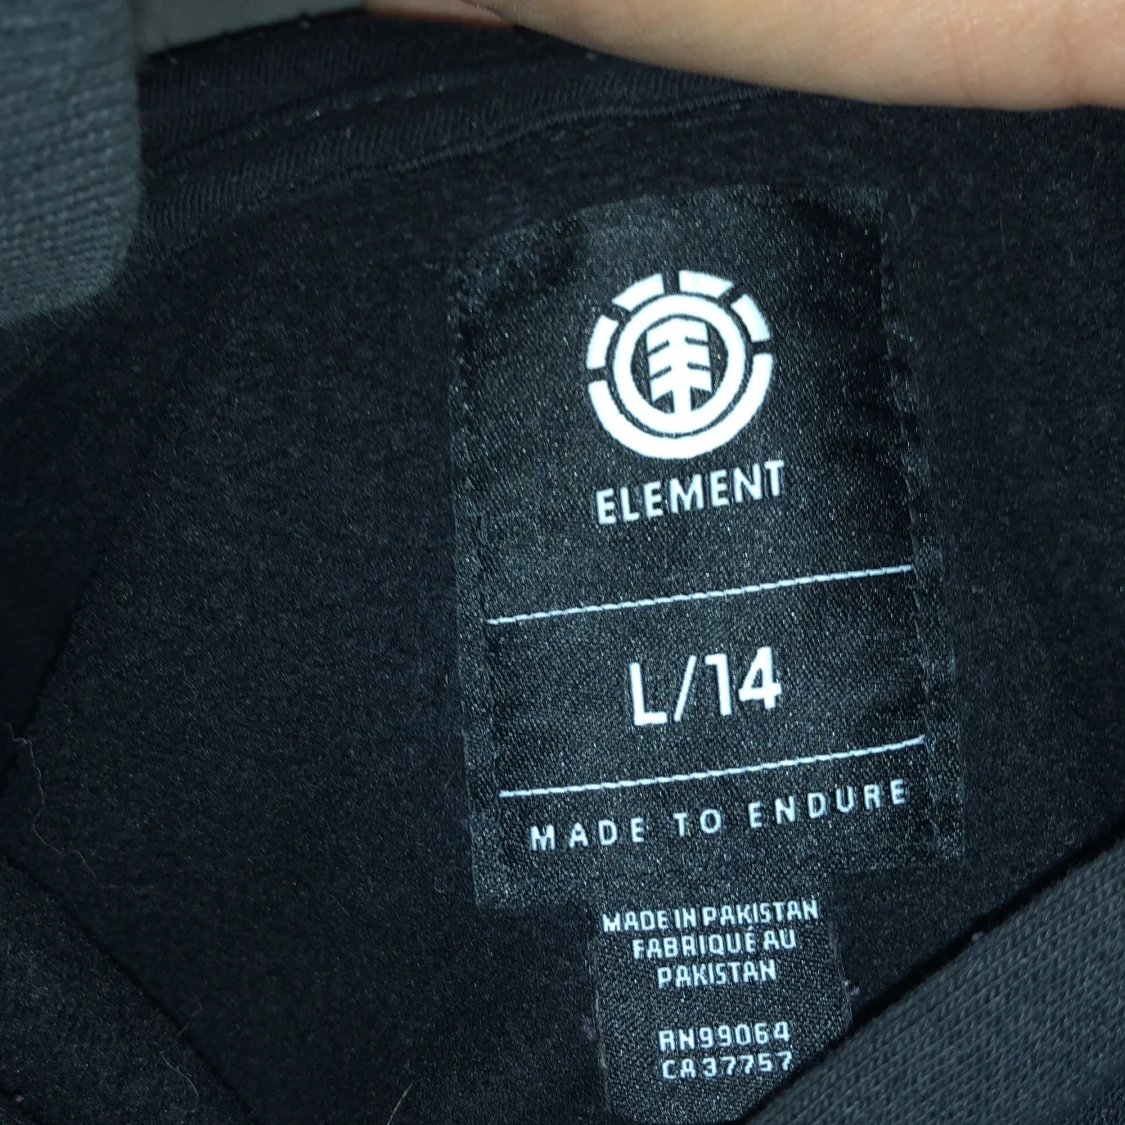 ELEMENT
L/14
MADE TO ENDURE
MADE IN PAKISTAN
FABRIQUÉ AU
PAKISTAN
RN99064
CA37757